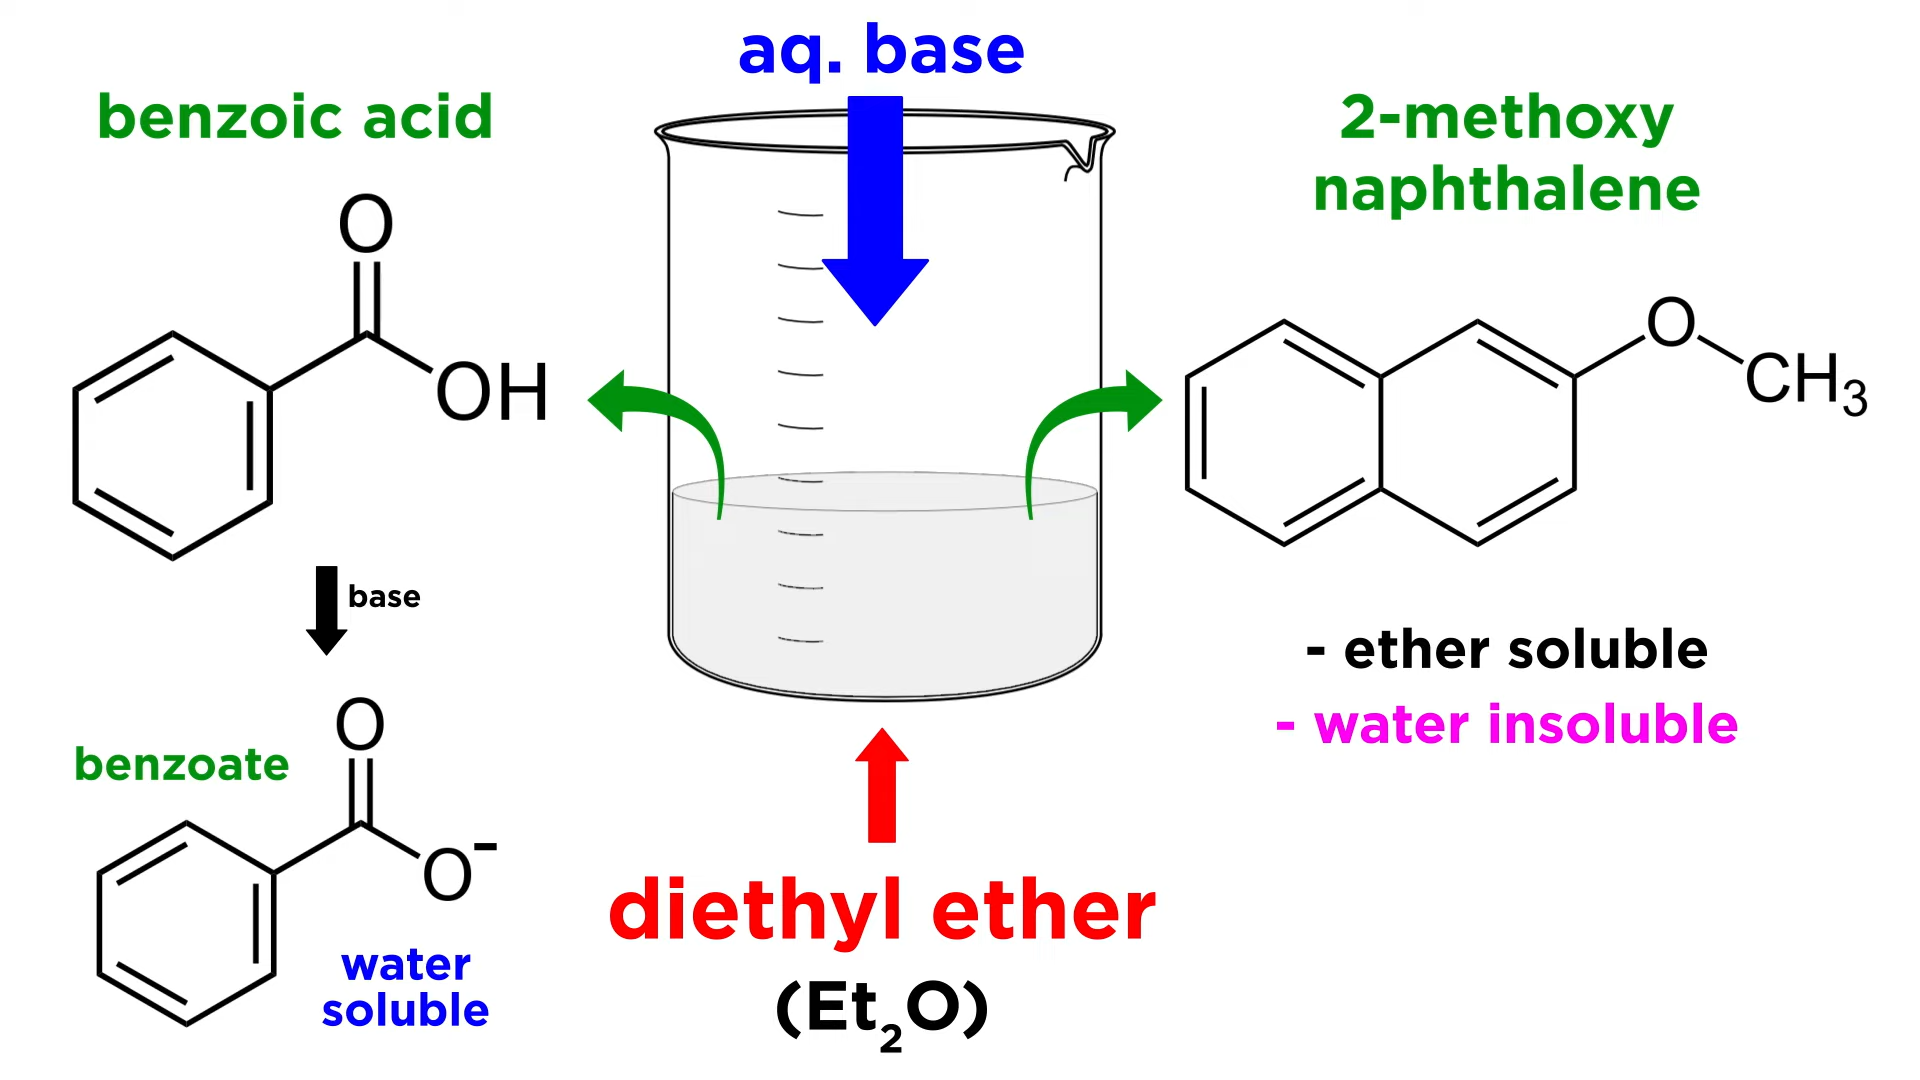 aq. base
benzoic acid
O
OH
base
benzoate
O
O⁻
water
soluble
2-methoxy
naphthalene
O
CH₃
- ether soluble
- water insoluble
diethyl ether
(Et₂O)